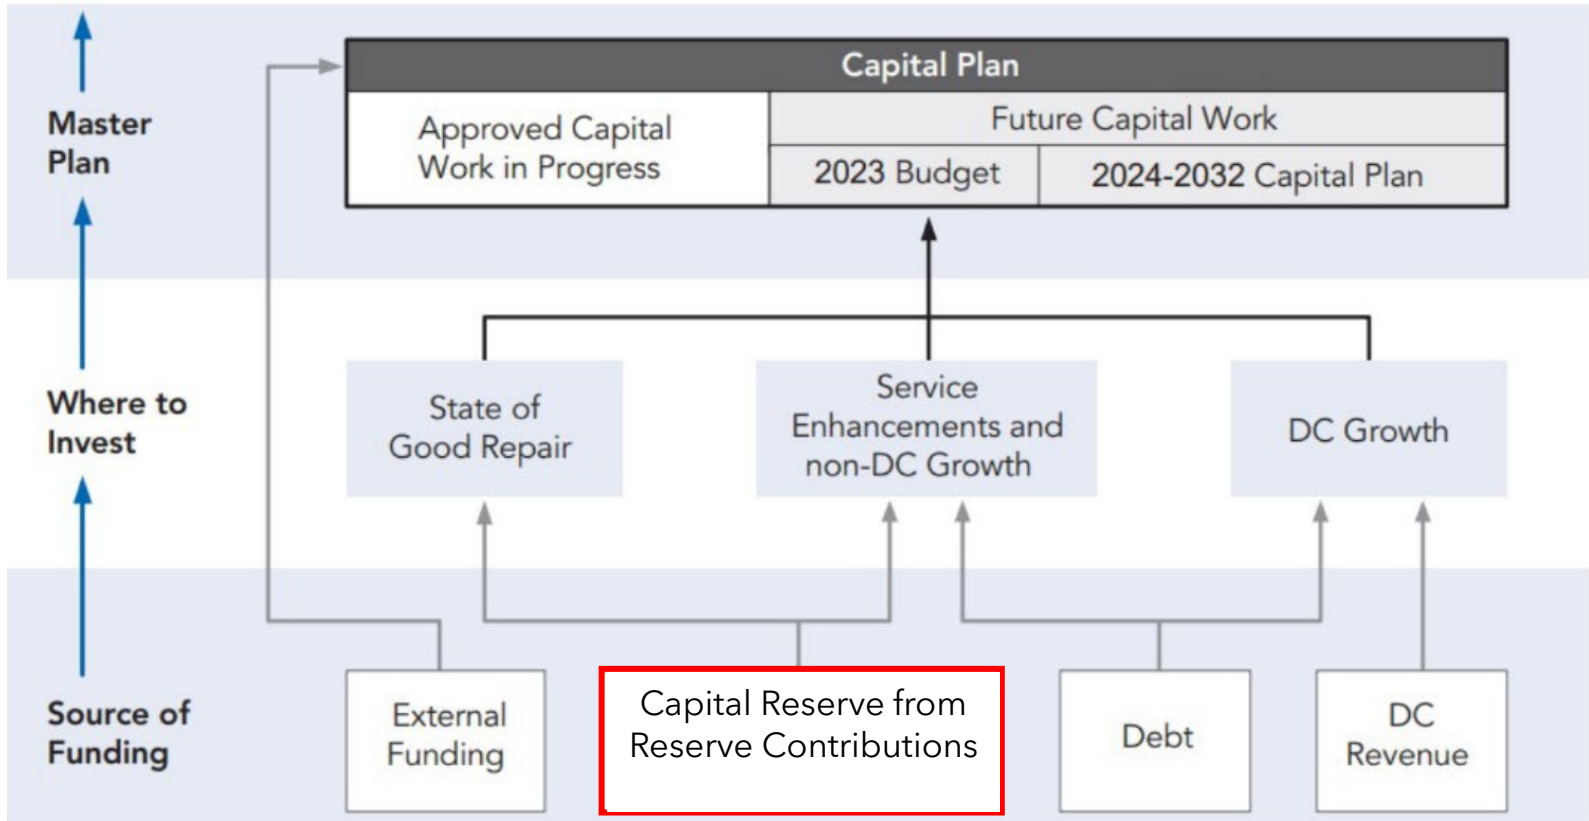 Capital Plan
Master
Plan
Approved Capital
Work in Progress
Future Capital Work
2023 Budget
2024-2032 Capital Plan
Where to
Invest
State of
Good Repair
Service
Enhancements and
non-DC Growth
DC Growth
Source of
Funding
External
Funding
Capital Reserve from
Reserve Contributions
Debt
DC
Revenue